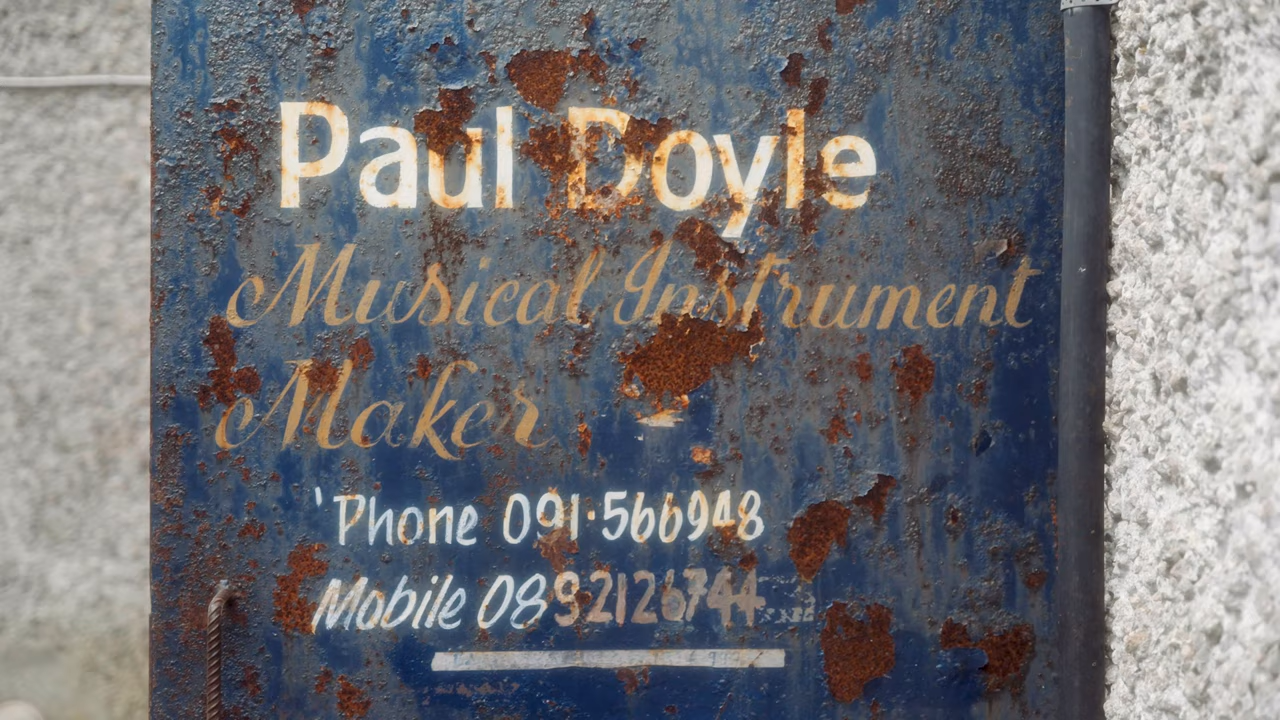 Paul Doyle
Musical Instrument
Maker
'Phone 091·566948
Mobile 0892126744